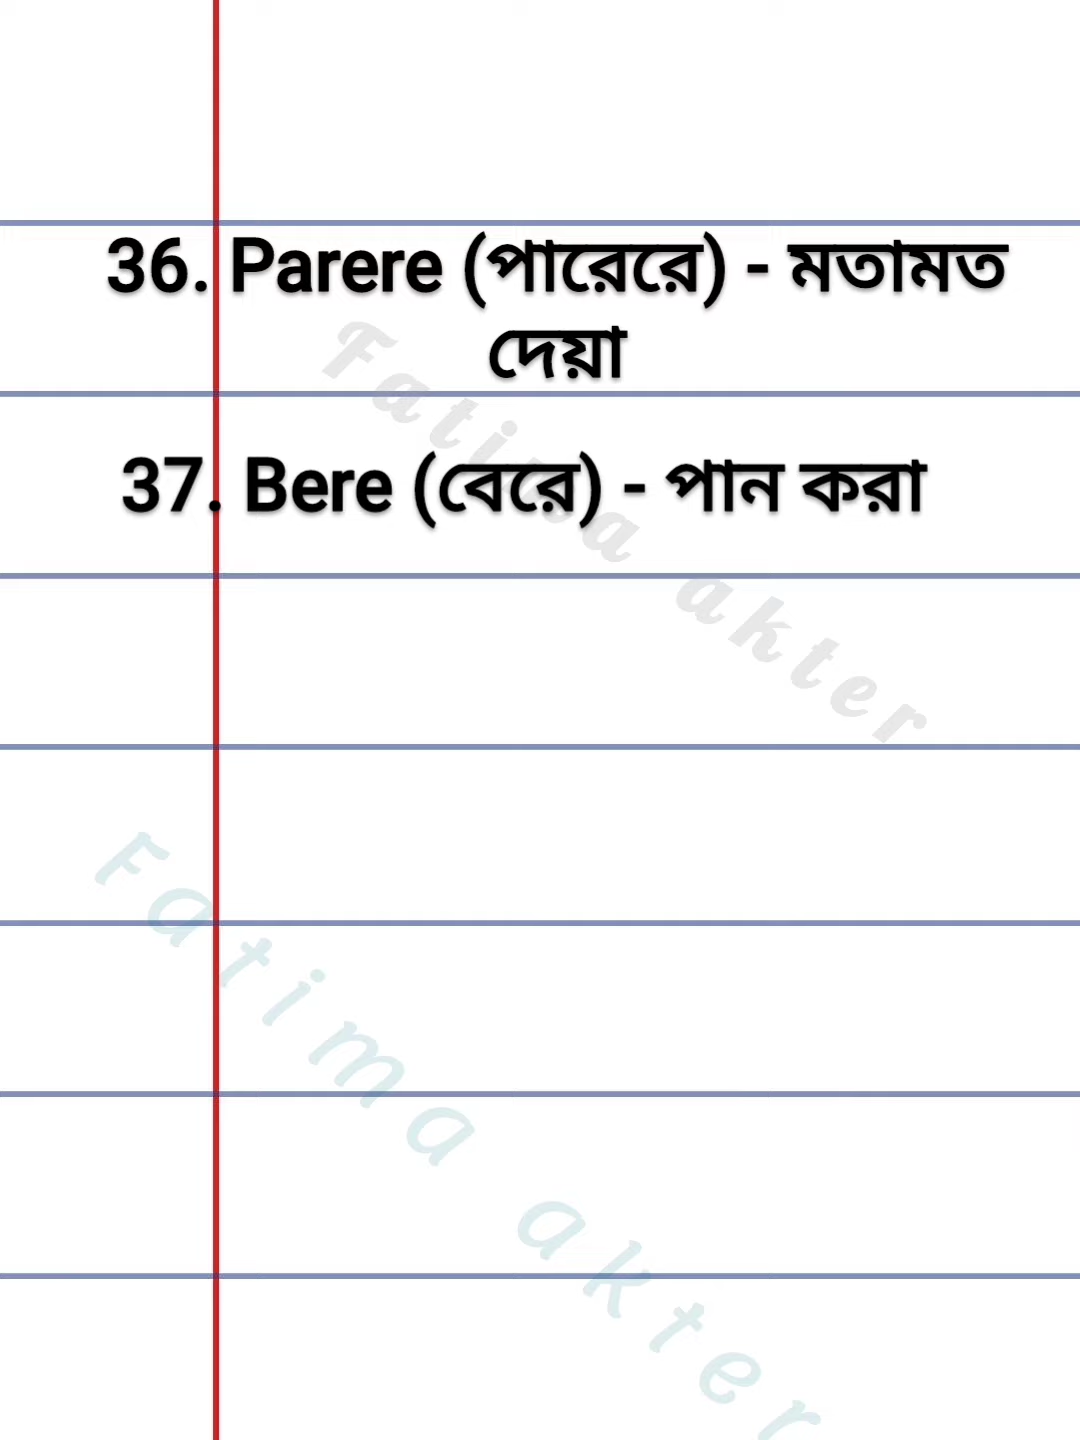 36. Parere (পারেরে) - মতামত
দেয়া
Fatima akter
37. Bere (বেরে) - পান করা
Fatima akter